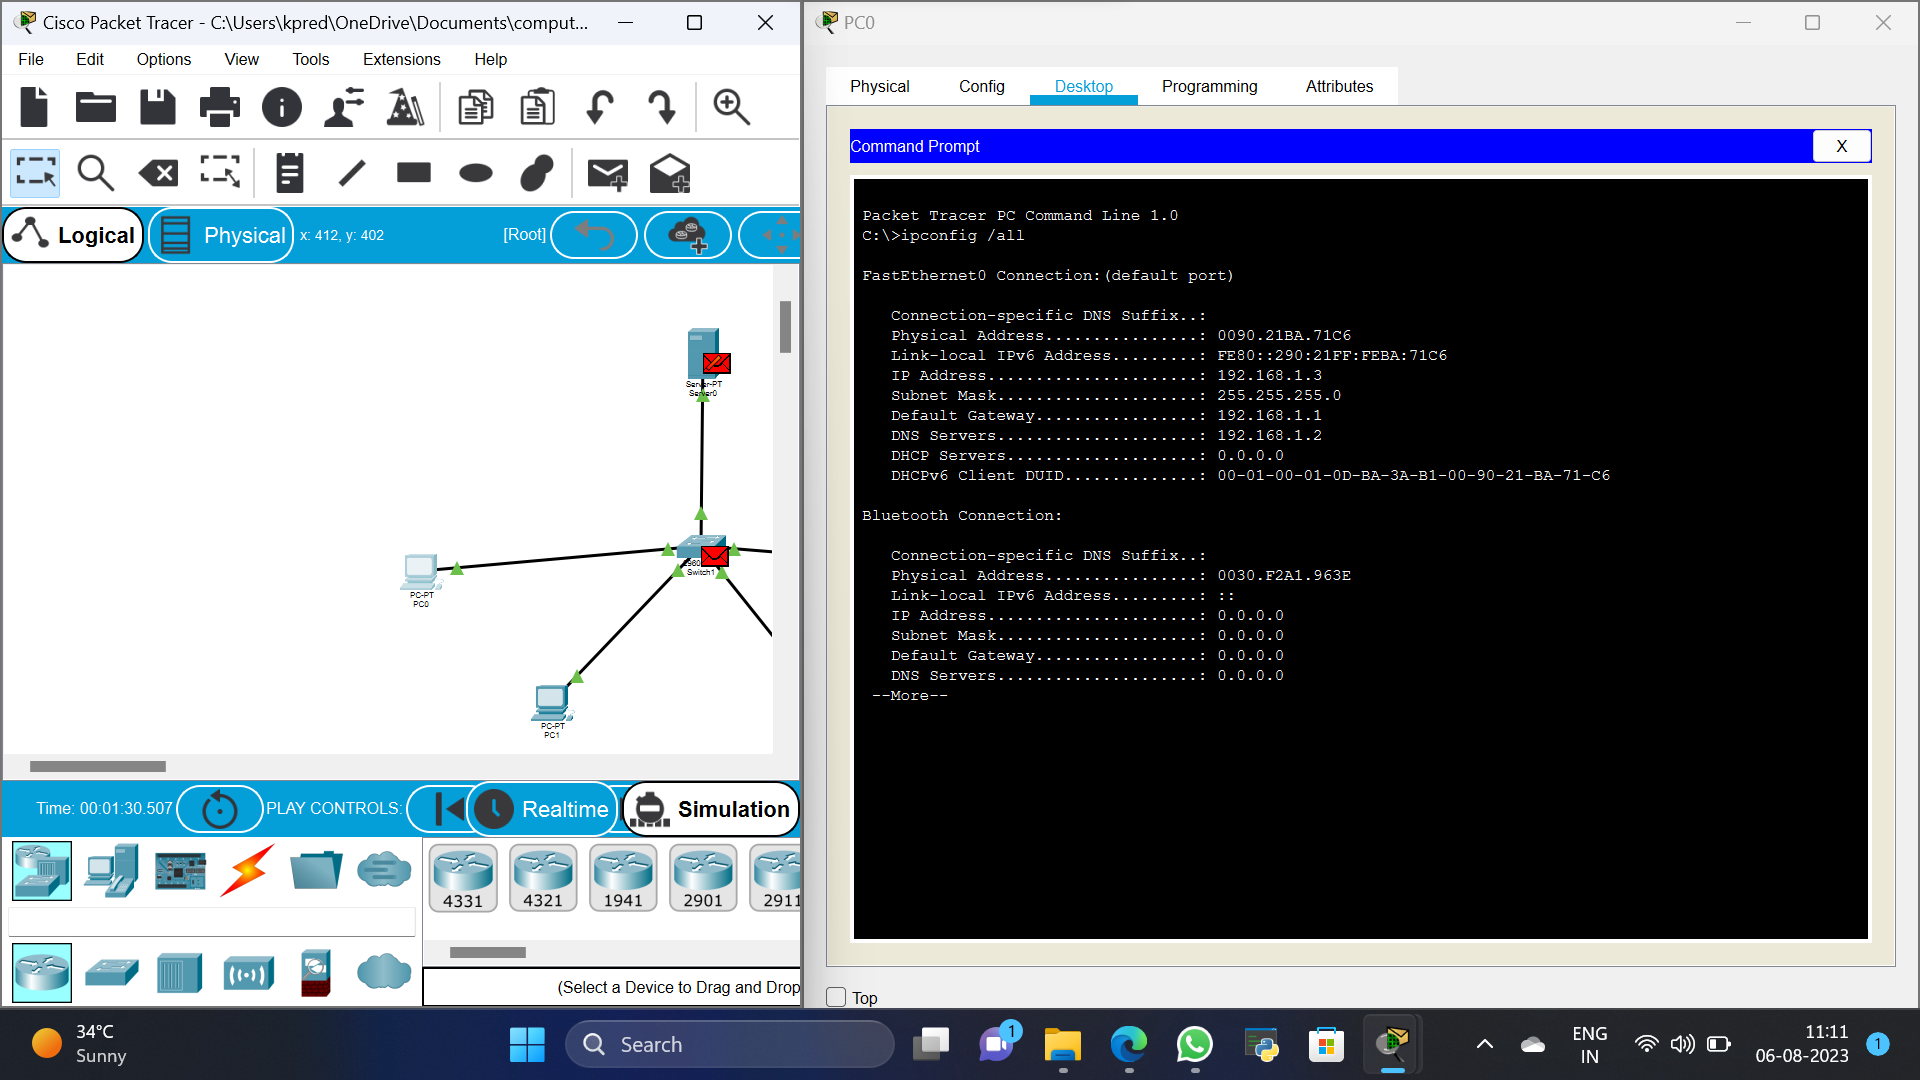 Cisco Packet Tracer - C:\Users\kpred\OneDrive\Documents\comput...
File Edit Options View Tools Extensions Help
Logical Physical x: 412, y: 402 [Root]
Server-PT
Server0
Switch1
PC-PT
PC0
PC-PT
PC1
Time: 00:01:30.507 PLAY CONTROLS: Realtime Simulation
4331 4321 1941 2901 2911
(Select a Device to Drag and Drop
PC0
Physical Config Desktop Programming Attributes
Command Prompt X
Packet Tracer PC Command Line 1.0
C:\>ipconfig /all
FastEthernet0 Connection:(default port)
Connection-specific DNS Suffix..:
Physical Address................: 0090.21BA.71C6
Link-local IPv6 Address.........: FE80::290:21FF:FEBA:71C6
IP Address......................: 192.168.1.3
Subnet Mask.....................: 255.255.255.0
Default Gateway.................: 192.168.1.1
DNS Servers.....................: 192.168.1.2
DHCP Servers....................: 0.0.0.0
DHCPv6 Client DUID..............: 00-01-00-01-0D-BA-3A-B1-00-90-21-BA-71-C6
Bluetooth Connection:
Connection-specific DNS Suffix..:
Physical Address................: 0030.F2A1.963E
Link-local IPv6 Address.........: ::
IP Address......................: 0.0.0.0
Subnet Mask.....................: 0.0.0.0
Default Gateway.................: 0.0.0.0
DNS Servers.....................: 0.0.0.0
--More--
Top
34°C
Sunny
Search
1
ENG
IN
11:11
06-08-2023
1